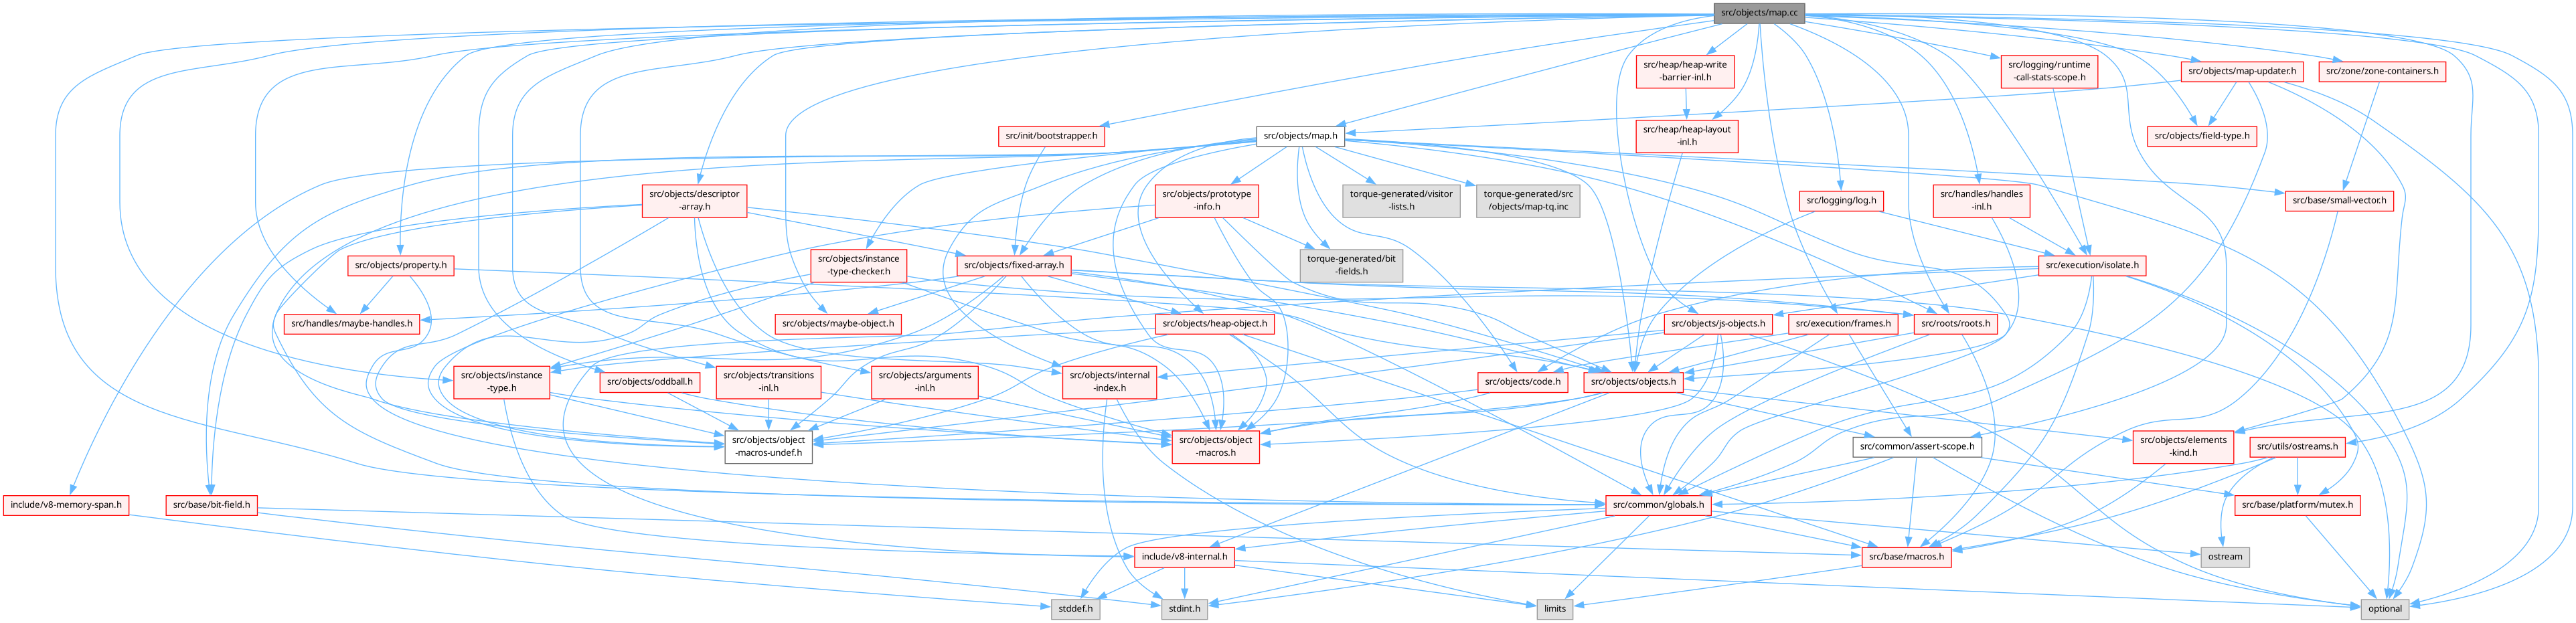 src/objects/map.cc
src/heap/heap-write
-barrier-inl.h
src/logging/runtime
-call-stats-scope.h
src/objects/map-updater.h
src/zone/zone-containers.h
src/init/bootstrapper.h
src/objects/map.h
src/heap/heap-layout
-inl.h
src/objects/field-type.h
src/objects/descriptor
-array.h
src/objects/prototype
-info.h
torque-generated/visitor
-lists.h
torque-generated/src
/objects/map-tq.inc
src/logging/log.h
src/handles/handles
-inl.h
src/base/small-vector.h
src/objects/property.h
src/objects/instance
-type-checker.h
src/objects/fixed-array.h
torque-generated/bit
-fields.h
src/execution/isolate.h
src/handles/maybe-handles.h
src/objects/maybe-object.h
src/objects/heap-object.h
src/objects/js-objects.h
src/execution/frames.h
src/roots/roots.h
src/objects/instance
-type.h
src/objects/oddball.h
src/objects/transitions
-inl.h
src/objects/arguments
-inl.h
src/objects/internal
-index.h
src/objects/code.h
src/objects/objects.h
src/objects/object
-macros-undef.h
src/objects/object
-macros.h
src/common/assert-scope.h
src/objects/elements
-kind.h
src/utils/ostreams.h
include/v8-memory-span.h
src/base/bit-field.h
src/common/globals.h
src/base/platform/mutex.h
include/v8-internal.h
src/base/macros.h
ostream
stddef.h
stdint.h
limits
optional